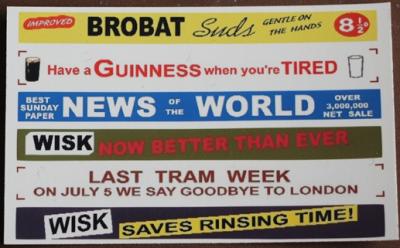 IMPROVED BROBAT Suds GENTLE ON THE HANDS 8½D
Have a GUINNESS when you're TIRED
BEST SUNDAY PAPER NEWS OF THE WORLD OVER 3,000,000 NET SALE
WISK NOW BETTER THAN EVER
LAST TRAM WEEK
ON JULY 5 WE SAY GOODBYE TO LONDON
WISK SAVES RINSING TIME!